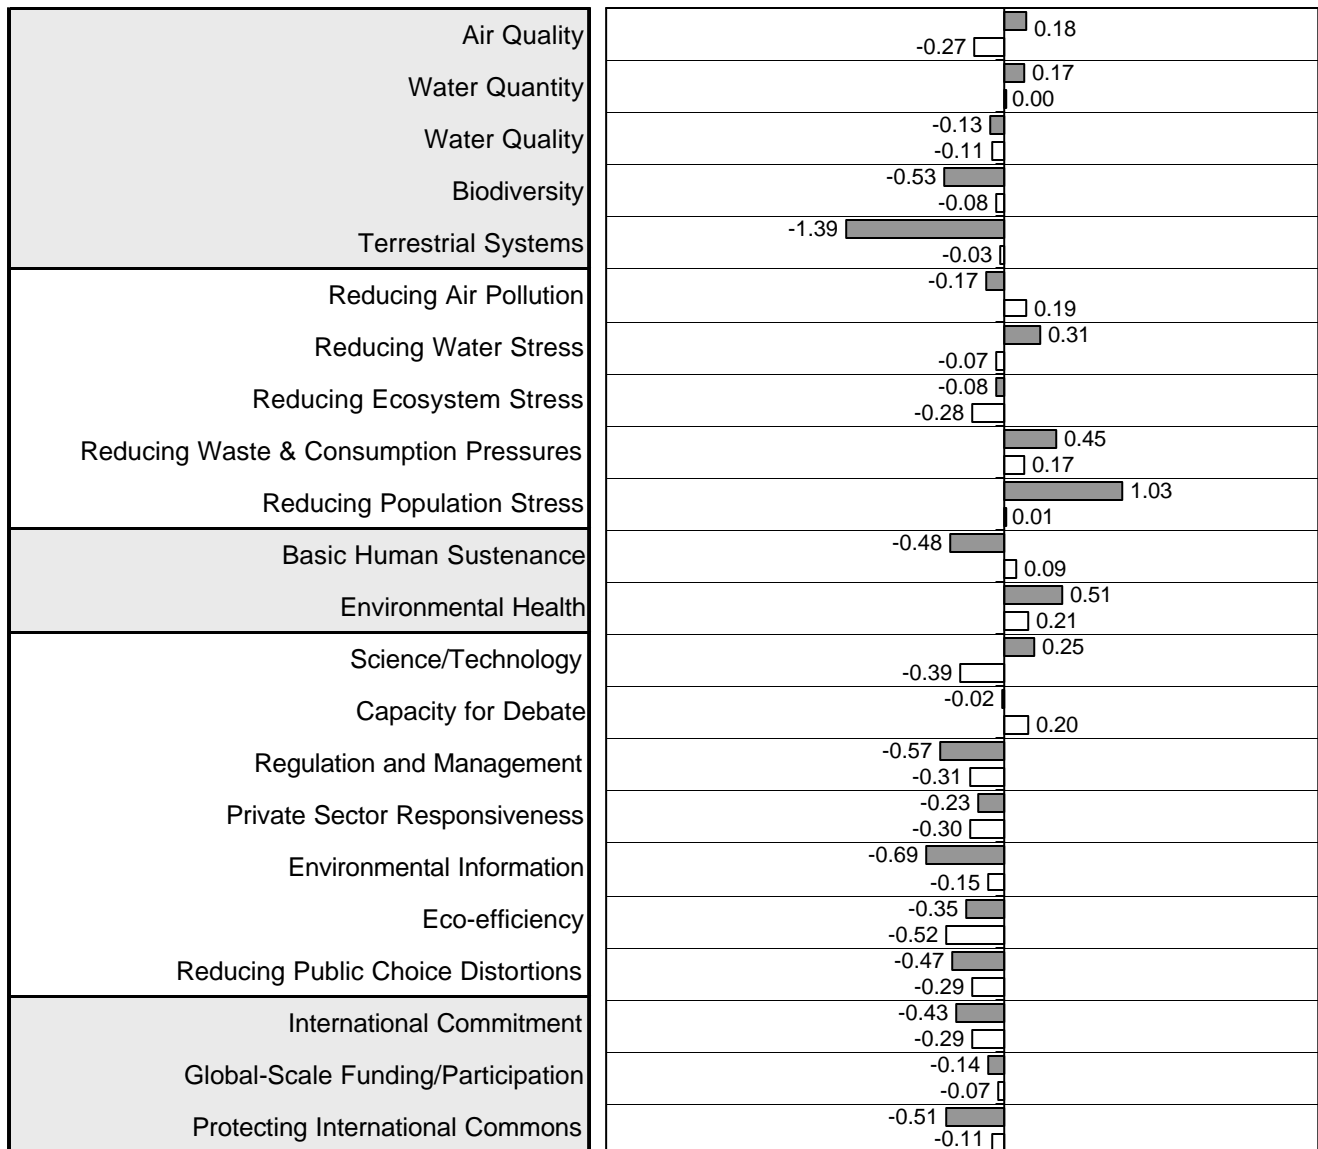 Air Quality
0.18
-0.27
Water Quantity
0.17
0.00
Water Quality
-0.13
-0.11
Biodiversity
-0.53
-0.08
Terrestrial Systems
-1.39
-0.03
Reducing Air Pollution
-0.17
0.19
Reducing Water Stress
0.31
-0.07
Reducing Ecosystem Stress
-0.08
-0.28
Reducing Waste & Consumption Pressures
0.45
0.17
Reducing Population Stress
1.03
0.01
Basic Human Sustenance
-0.48
0.09
Environmental Health
0.51
0.21
Science/Technology
0.25
-0.39
Capacity for Debate
-0.02
0.20
Regulation and Management
-0.57
-0.31
Private Sector Responsiveness
-0.23
-0.30
Environmental Information
-0.69
-0.15
Eco-efficiency
-0.35
-0.52
Reducing Public Choice Distortions
-0.47
-0.29
International Commitment
-0.43
-0.29
Global-Scale Funding/Participation
-0.14
-0.07
Protecting International Commons
-0.51
-0.11